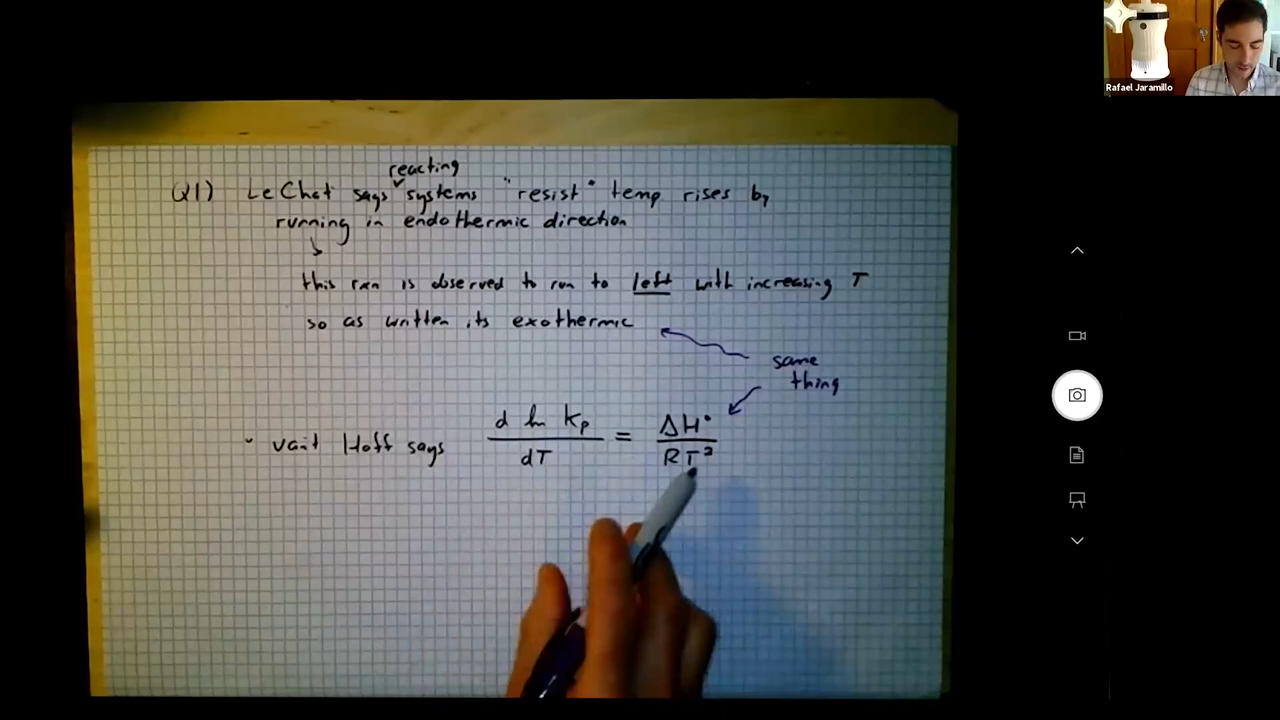 Rafael Jaramillo
reacting
Q1) LeChat says systems "resist" temp rises by
running in endothermic direction
this rxn is observed to run to left with increasing T
so as written its exothermic
same
thing
van't Hoff says d ln Kp / dT = ΔH° / RT²